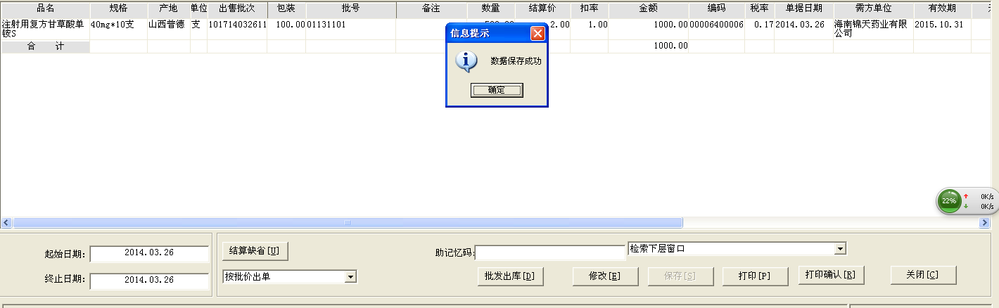 品名 规格 产地 单位 出售批次 包装 批号 备注 数量 结算价 扣率 金额 编码 税率 单据日期 需方单位 有效期
注射用复方甘草酸单铵S 40mg*10支 山西普德 支 101714032611 100.00 01131101 2.00 1.00 1000.00 00006400006 0.17 2014.03.26 海南锦天药业有限公司 2015.10.31
合 计 1000.00
信息提示
数据保存成功
确定
22% 0K/s
0K/s
起始日期: 2014.03.26
终止日期: 2014.03.26
结算缺省[U]
按批价出单
助记忆码:
检索下层窗口
批发出库[D] 修改[E] 保存[S] 打印[P] 打印确认[R] 关闭[C]